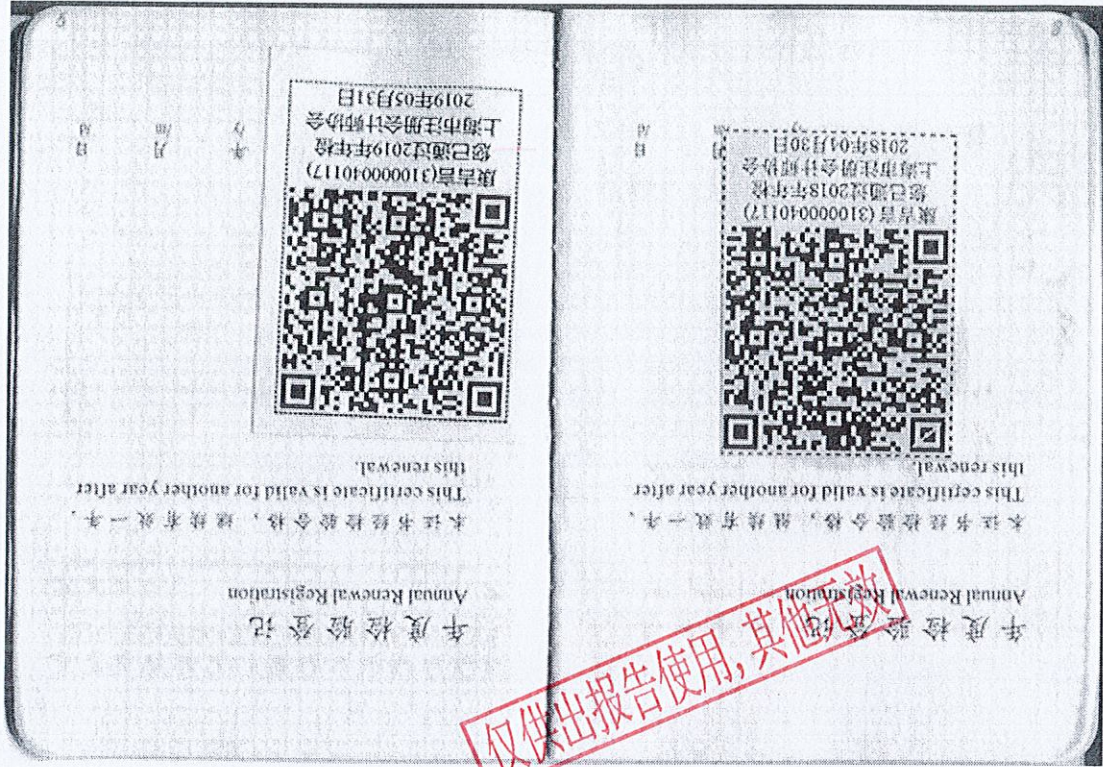 年度检验登记
Annual Renewal Registration
本证书经检验合格，继续有效一年。
This certificate is valid for another year after
this renewal.
康吉言(310000040117)
您已通过2018年年检
上海市注册会计师协会
2018年04月30日
月 日
8
年度检验登记
Annual Renewal Registration
本证书经检验合格，继续有效一年。
This certificate is valid for another year after
this renewal.
康吉言(310000040117)
您已通过2019年年检
上海市注册会计师协会
2019年05月31日
年 月 日
/y /m /d
仅供出报告使用,其他无效